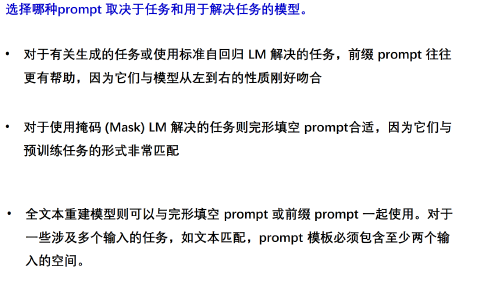 选择哪种prompt 取决于任务和用于解决任务的模型。
• 对于有关生成的任务或使用标准自回归 LM 解决的任务，前缀 prompt 往往
更有帮助，因为它们与模型从左到右的性质刚好吻合
• 对于使用掩码 (Mask) LM 解决的任务则完形填空 prompt合适，因为它们与
预训练任务的形式非常匹配
• 全文本重建模型则可以与完形填空 prompt 或前缀 prompt 一起使用。对于
一些涉及多个输入的任务，如文本匹配，prompt 模板必须包含至少两个输
入的空间。